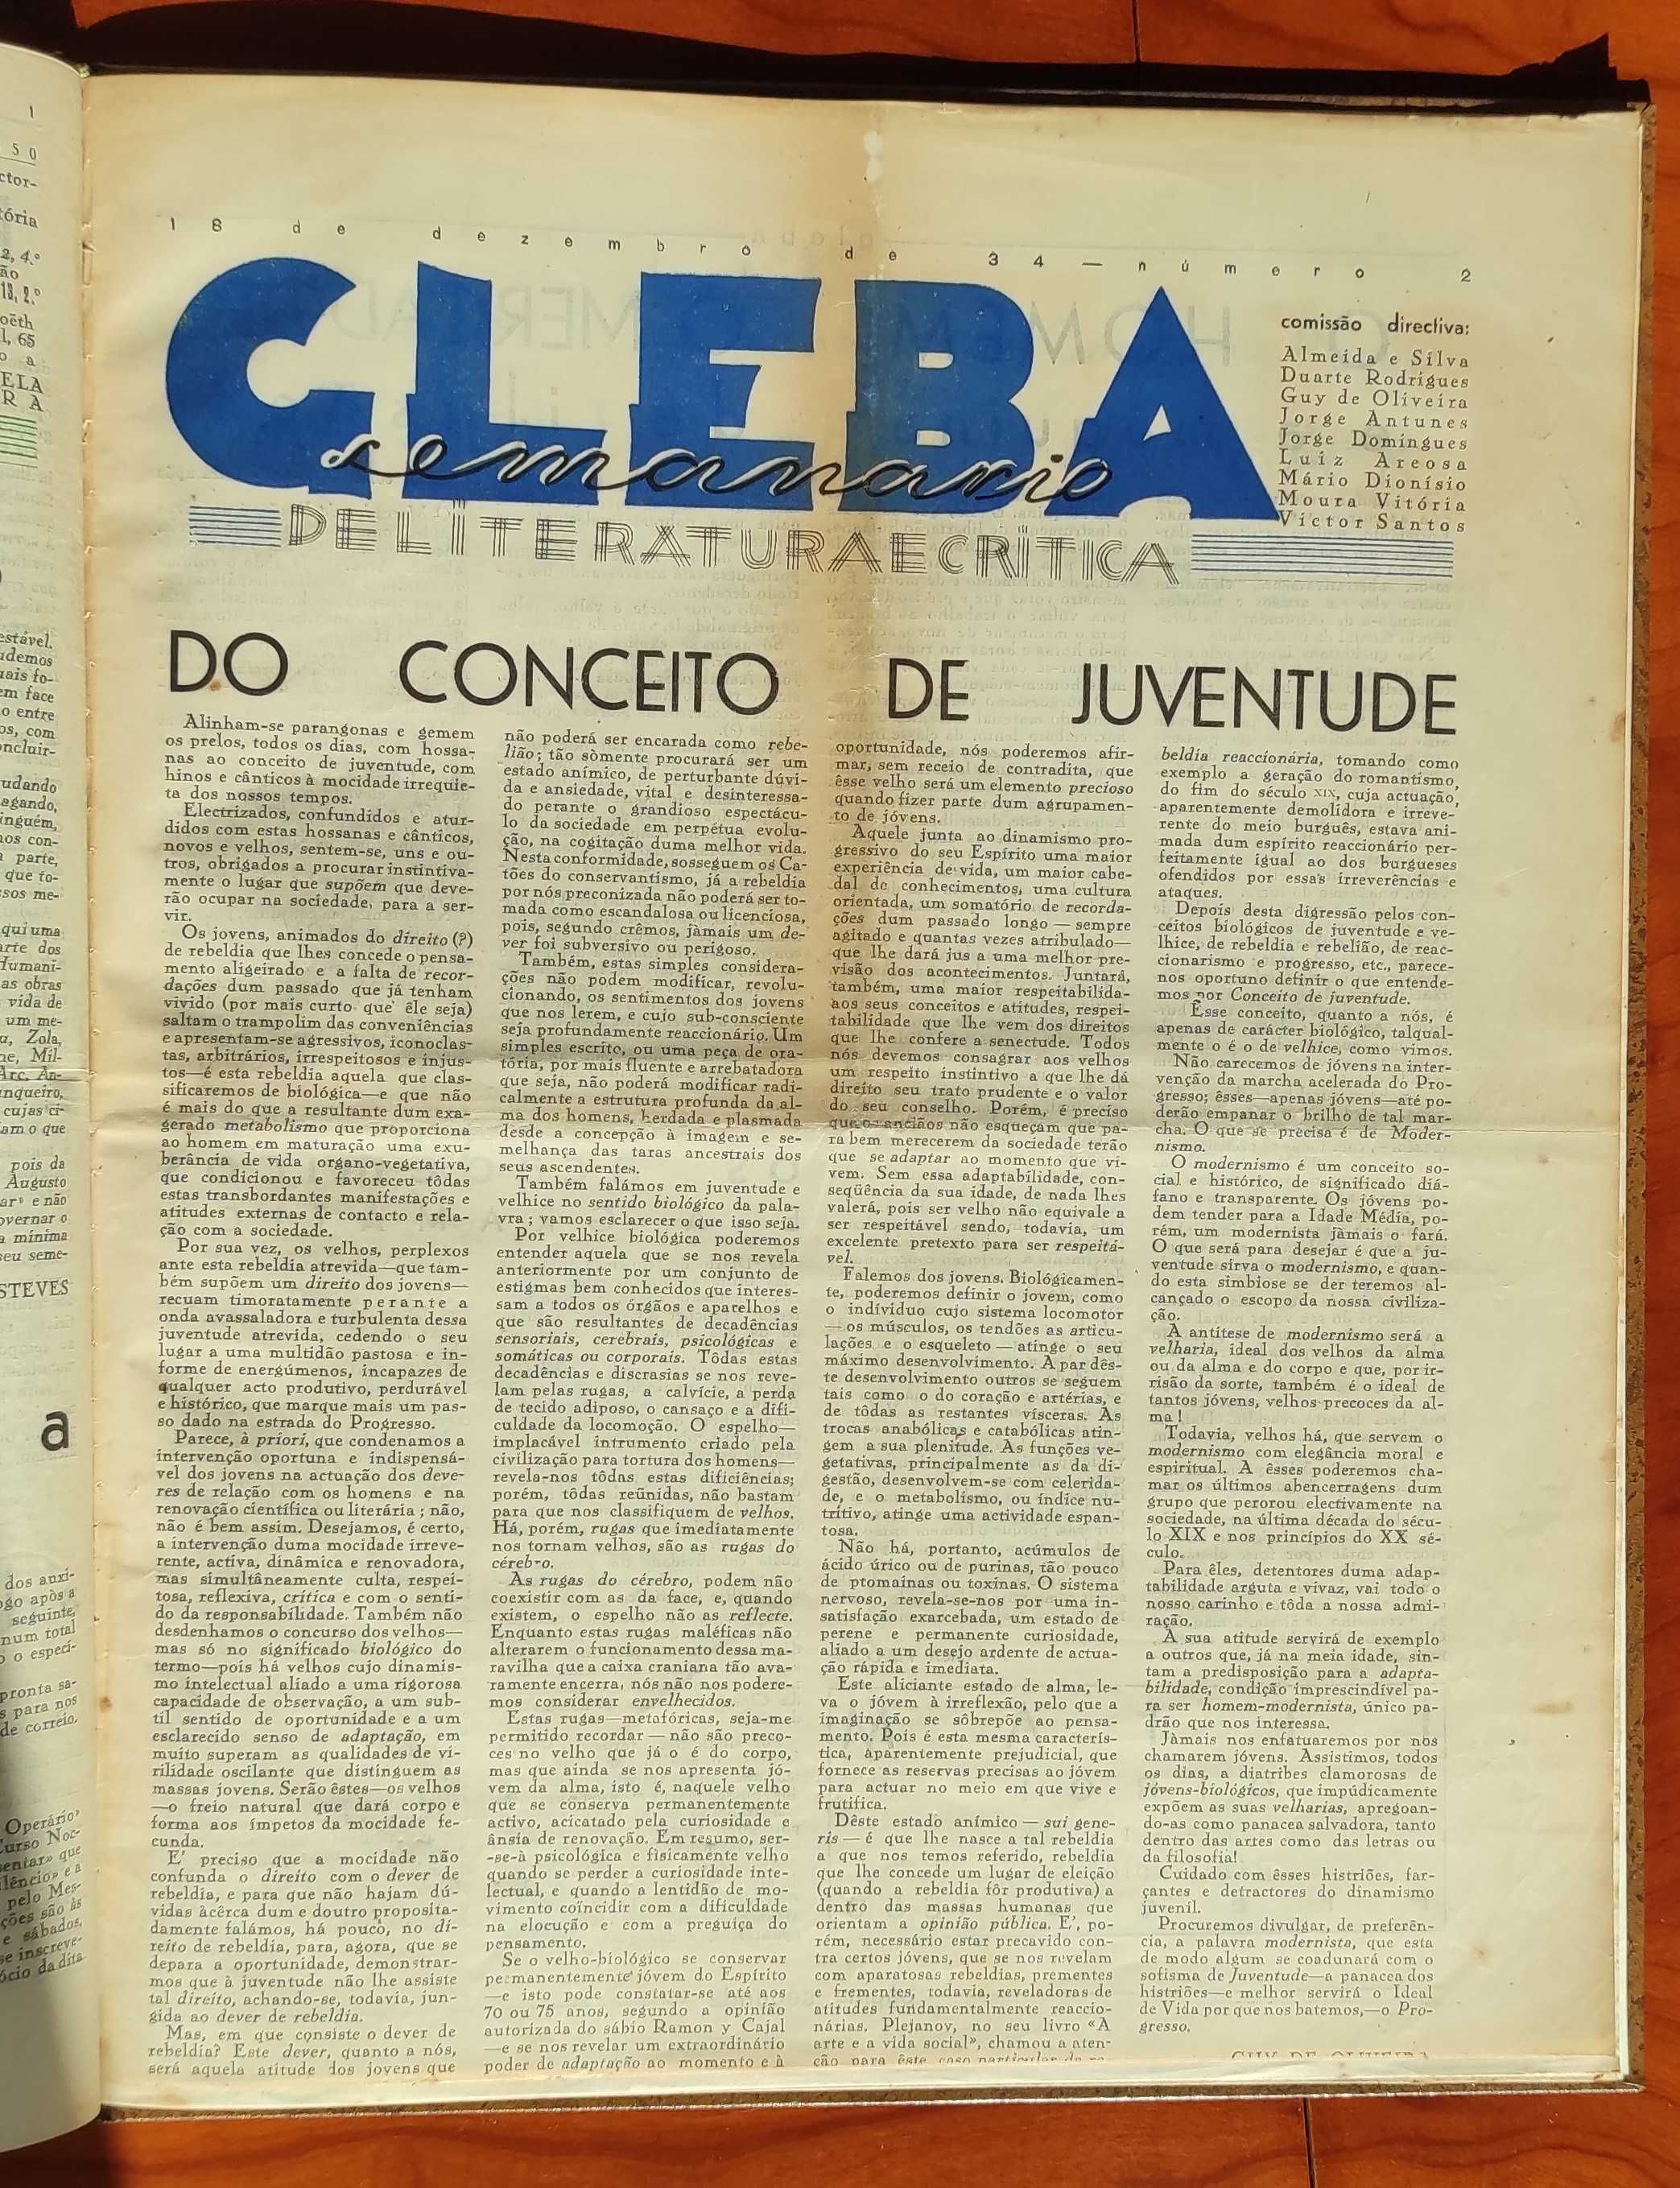 18 de dezembro de 34 — número 2
GLEBA
semanario
DE LITERATURA E CRÍTICA
comissão directiva:
Almeida e Silva
Duarte Rodrigues
Guy de Oliveira
Jorge Antunes
Jorge Domíngues
Luíz Areosa
Mário Dionísio
Moura Vitória
Víctor Santos
DO CONCEITO DE JUVENTUDE
Alinham-se parangonas e gemem
os prelos, todos os dias, com hossa-
nas ao conceito de juventude, com
hinos e cânticos à mocidade irrequie-
ta dos nossos tempos.
Electrizados, confundidos e atur-
didos com estas hossanas e cânticos,
novos e velhos, sentem-se, uns e ou-
tros, obrigados a procurar instintiva-
mente o lugar que supõem que deve-
rão ocupar na sociedade, para a ser-
vir.
Os jovens, animados do direito (?)
de rebeldia que lhes concede o pensa-
mento aligeirado e a falta de recor-
dações dum passado que já tenham
vivido (por mais curto que êle seja)
saltam o trampolim das conveniências
e apresentam-se agressivos, iconoclas-
tas, arbitrários, irrespeitosos e injus-
tos—é esta rebeldia aquela que clas-
sificaremos de biológica—e que não
é mais do que a resultante dum exa-
gerado metabolismo que proporciona
ao homem em maturação uma exu-
berância de vida organo-vegetativa,
que condicionou e favoreceu tôdas
estas transbordantes manifestações e
atitudes externas de contacto e rela-
ção com a sociedade.
Por sua vez, os velhos, perplexos
ante esta rebeldia atrevida—que tam-
bém supõem um direito dos jovens—
recuam timoratamente perante a
onda avassaladora e turbulenta dessa
juventude atrevida, cedendo o seu
lugar a uma multidão pastosa e in-
forme de energúmenos, incapazes de
qualquer acto produtivo, perdurável
e histórico, que marque mais um pas-
so dado na estrada do Progresso.
Parece, à priori, que condenamos a
intervenção oportuna e indispensá-
vel dos jovens na actuação dos deve-
res de relação com os homens e na
renovação científica ou literária; não,
não é bem assim. Desejamos, é certo,
a intervenção duma mocidade irreve-
rente, activa, dinâmica e renovadora,
mas simultâneamente culta, respei-
tosa, reflexiva, crítica e com o senti-
do da responsabilidade. Também não
desdenhamos o concurso dos velhos—
mas só no significado biológico do
termo—pois há velhos cujo dinamis-
mo intelectual aliado a uma rigorosa
capacidade de observação, a um sub-
til sentido de oportunidade e a um
esclarecido senso de adaptação, em
muito superam as qualidades de vi-
rilidade oscilante que distinguem as
massas jovens. Serão êstes—os velhos
—o freio natural que dará corpo e
forma aos ímpetos da mocidade fe-
cunda.
E' preciso que a mocidade não
confunda o direito com o dever de
rebeldia, e para que não hajam dú-
vidas àcêrca dum e doutro proposita-
damente falámos, há pouco, no di-
reito de rebeldia, para, agora, que se
depara a oportunidade, demonstrar-
mos que à juventude não lhe assiste
tal direito, achando-se, todavia, jun-
gida ao dever de rebeldia.
Mas, em que consiste o dever de
rebeldia? Este dever, quanto a nós,
será aquela atitude dos jovens que
não poderá ser encarada como rebe-
lião; tão sòmente procurará ser um
estado anímico, de perturbante dúvi-
da e ansiedade, vital e desinteressa-
do perante o grandioso espectácu-
lo da sociedade em perpétua evolu-
ção, na cogitação duma melhor vida.
Nesta conformidade, sosseguem os Ca-
tões do conservantismo, já a rebeldia
por nós preconizada não poderá ser to-
mada como escandalosa ou licenciosa,
pois, segundo crêmos, jàmais um de-
ver foi subversivo ou perigoso.
Também, estas simples considera-
ções não podem modificar, revolu-
cionando, os sentimentos dos jovens
que nos lerem, e cujo sub-consciente
seja profundamente reaccionário. Um
simples escrito, ou uma peça de ora-
tória, por mais fluente e arrebatadora
que seja, não poderá modificar radi-
calmente a estrutura profunda da al-
ma dos homens, herdada e plasmada
desde a concepção à imagem e se-
melhança das taras ancestrais dos
seus ascendentes.
Também falámos em juventude e
velhice no sentido biológico da pala-
vra; vamos esclarecer o que isso seja.
Por velhice biológica poderemos
entender aquela que se nos revela
anteriormente por um conjunto de
estigmas bem conhecidos que interes-
sam a todos os órgãos e aparelhos e
que são resultantes de decadências
sensoriais, cerebrais, psicológicas e
somáticas ou corporais. Tôdas estas
decadências e discrasias se nos reve-
lam pelas rugas, a calvície, a perda
de tecido adiposo, o cansaço e a difi-
culdade da locomoção. O espelho—
implacável intrumento criado pela
civilização para tortura dos homens—
revela-nos tôdas estas dificiências;
porém, tôdas reünidas, não bastam
para que nos classifiquem de velhos.
Há, porém, rugas que imediatamente
nos tornam velhos, são as rugas do
cérebro.
As rugas do cérebro, podem não
coexistir com as da face, e, quando
existem, o espelho não as reflecte.
Enquanto estas rugas maléficas não
alterarem o funcionamento dessa ma-
ravilha que a caixa craniana tão ava-
ramente encerra, nós não nos podere-
mos considerar envelhecidos.
Estas rugas—metafóricas, seja-me
permitido recordar—não são preco-
ces no velho que já o é do corpo,
mas que ainda se nos apresenta jó-
vem da alma, isto é, naquele velho
que se conserva permanentemente
activo, acicatado pela curiosidade e
ânsia de renovação. Em resumo, ser-
-se-à psicológica e fìsicamente velho
quando se perder a curiosidade inte-
lectual, e quando a lentidão de mo-
vimento coïncidir com a dificuldade
na elocução e com a preguiça do
pensamento.
Se o velho-biológico se conservar
permanentemente jóvem do Espírito
—e isto pode constatar-se até aos
70 ou 75 anos, segundo a opinião
autorizada do sábio Ramon y Cajal
—e se nos revelar um extraordinário
poder de adaptação ao momento e à
oportunidade, nós poderemos afir-
mar, sem receio de contradita, que
êsse velho será um elemento precioso
quando fizer parte dum agrupamen-
to de jóvens.
Aquele junta ao dinamismo pro-
gressivo do seu Espírito uma maior
experiência de vida, um maior cabe-
dal de conhecimentos, uma cultura
orientada, um somatório de recorda-
ções dum passado longo—sempre
agitado e quantas vezes atribulado—
que lhe dará jus a uma melhor pre-
visão dos acontecimentos. Juntará,
também, uma maior respeitabilida-
aos seus conceitos e atitudes, respei-
tabilidade que lhe vem dos direitos
que lhe confere a senectude. Todos
nós devemos consagrar aos velhos
um respeito instintivo a que lhe dá
direito seu trato prudente e o valor
do seu conselho. Porém, é preciso
que os anciãos não esqueçam que pa-
ra bem merecerem da sociedade terão
que se adaptar ao momento que vi-
vem. Sem essa adaptabilidade, con-
seqüência da sua idade, de nada lhes
valerá, pois ser velho não equivale a
ser respeitável sendo, todavia, um
excelente pretexto para ser respeitá-
vel.
Falemos dos jovens. Biológicamen-
te, poderemos definir o jovem, como
o indivíduo cujo sistema locomotor
—os músculos, os tendões as articu-
lações e o esqueleto—atinge o seu
máximo desenvolvimento. A par dês-
te desenvolvimento outros se seguem
tais como o do coração e artérias, e
de tôdas as restantes vísceras. As
trocas anabólicas e catabólicas atin-
gem a sua plenitude. As funções ve-
getativas, principalmente as da di-
gestão, desenvolvem-se com celerida-
de, e o metabolismo, ou índice nu-
tritivo, atinge uma actividade espan-
tosa.
Não há, portanto, acúmulos de
ácido úrico ou de purinas, tão pouco
de ptomainas ou toxinas. O sistema
nervoso, revela-se-nos por uma in-
satisfação exarcebada, um estado de
perene e permanente curiosidade,
aliado a um desejo ardente de actua-
ção rápida e imediata.
Este aliciante estado de alma, le-
va o jóvem à irreflexão, pelo que a
imaginação se sôbrepõe ao pensa-
mento. Pois é esta mesma caracterís-
tica, àparentemente prejudicial, que
fornece as reservas precisas ao jóvem
para actuar no meio em que vive e
frutifica.
Dêste estado anímico—sui gene-
ris—é que lhe nasce a tal rebeldia
a que nos temos referido, rebeldia
que lhe concede um lugar de eleição
(quando a rebeldia fôr produtiva) a
dentro das massas humanas que
orientam a opinião pública. E', po-
rém, necessário estar precavido con-
tra certos jóvens, que se nos revelam
com aparatosas rebeldias, prementes
e frementes, todavia, reveladoras de
atitudes fundamentalmente reaccio-
nárias. Plejanov, no seu livro «A
arte e a vida social», chamou a aten-
ção para êste caso particular de re-
beldia reaccionária, tomando como
exemplo a geração do romantismo,
do fim do século XIX, cuja actuação,
aparentemente demolidora e irreve-
rente do meio burguês, estava ani-
mada dum espírito reaccionário per-
feitamente igual ao dos burgueses
ofendidos por essas irreverências e
ataques.
Depois desta digressão pelos con-
ceitos biológicos de juventude e ve-
lhice, de rebeldia e rebelião, de reac-
cionarismo e progresso, etc., parece-
nos oportuno definir o que entende-
mos por Conceito de juventude.
Êsse conceito, quanto a nós, é
apenas de carácter biológico, talqual-
mente o é o de velhice, como vimos.
Não carecemos de jóvens na inter-
venção da marcha acelerada do Pro-
gresso; êsses—apenas jóvens—até po-
derão empanar o brilho de tal mar-
cha. O que se precisa é de Moder-
nismo.
O modernismo é um conceito so-
cial e histórico, de significado diá-
fano e transparente. Os jóvens po-
dem tender para a Idade Média, po-
rém, um modernista jàmais o fará.
O que será para desejar é que a ju-
ventude sirva o modernismo, e quan-
do esta simbiose se der teremos al-
cançado o escopo da nossa civiliza-
ção.
A antítese de modernismo será a
velharia, ideal dos velhos da alma
ou da alma e do corpo e que, por ir-
risão da sorte, também é o ideal de
tantos jóvens, velhos precoces da al-
ma!
Todavia, velhos há, que servem o
modernismo com elegância moral e
espiritual. A êsses poderemos cha-
mar os últimos abencerragens dum
grupo que perorou electivamente na
sociedade, na última década do sécu-
lo XIX e nos princípios do XX sé-
culo.
Para êles, detentores duma adap-
tabilidade arguta e vivaz, vai todo o
nosso carinho e tôda a nossa admi-
ração.
A sua atitude servirá de exemplo
a outros que, já na meia idade, sin-
tam a predisposição para a adapta-
bilidade, condição imprescindível pa-
ra ser homem-modernista, único pa-
drão que nos interessa.
Jàmais nos enfatuaremos por nos
chamarem jóvens. Assistimos, todos
os dias, a diatribes clamorosas de
jóvens-biológicos, que impúdicamente
expõem as suas velharias, apregoan-
do-as como panacea salvadora, tanto
dentro das artes como das letras ou
da filosofia!
Cuidado com êsses histriões, far-
çantes e detractores do dinamismo
juvenil.
Procuremos divulgar, de preferên-
cia, a palavra modernista, que esta
de modo algum se coadunará com o
sofisma de Juventude—a panacea dos
histriões—e melhor servirá o Ideal
de Vida por que nos batemos,—o Pro-
gresso.
GUY DE OLIVEIRA